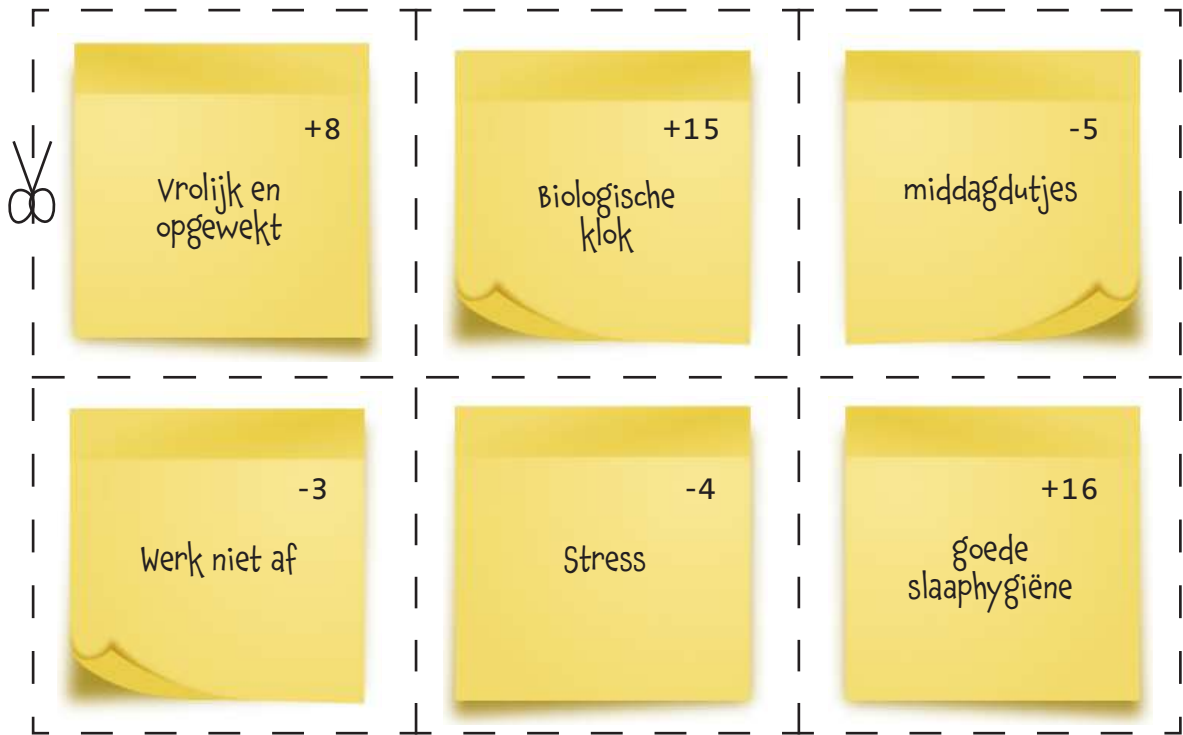 +8
Vrolijk en
opgewekt
+15
Biologische
klok
-5
middagdutjes
-3
Werk niet af
-4
Stress
+16
goede
slaaphygiëne